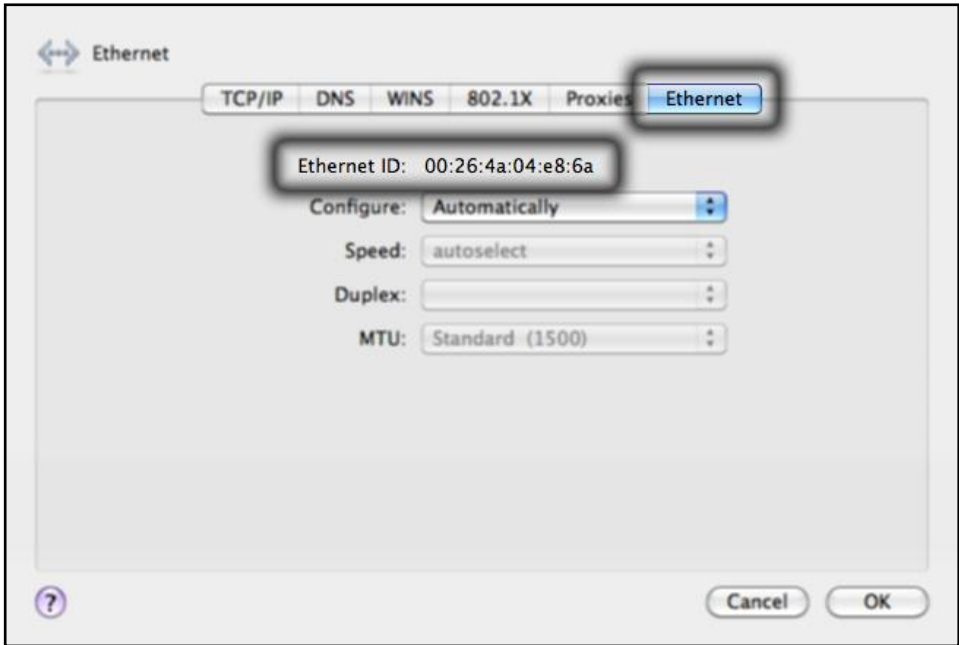 Ethernet
TCP/IP DNS WINS 802.1X Proxies Ethernet
Ethernet ID: 00:26:4a:04:e8:6a
Configure: Automatically
Speed: autoselect
Duplex:
MTU: Standard (1500)
? Cancel OK